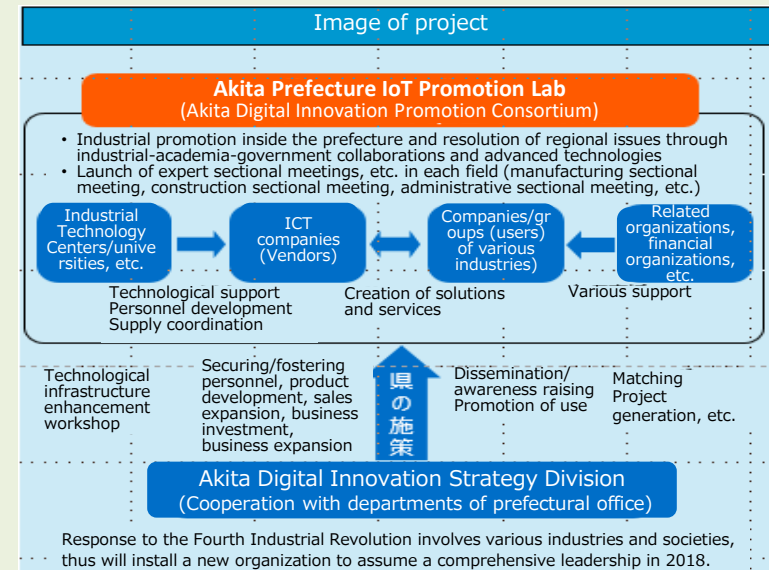 Image of project
Akita Prefecture IoT Promotion Lab
(Akita Digital Innovation Promotion Consortium)
• Industrial promotion inside the prefecture and resolution of regional issues through
industrial-academia-government collaborations and advanced technologies
• Launch of expert sectional meetings, etc. in each field (manufacturing sectional
meeting, construction sectional meeting, administrative sectional meeting, etc.)
Industrial
Technology
Centers/unive
rsities, etc.
ICT
companies
(Vendors)
Companies/gr
oups (users)
of various
industries)
Related
organizations,
financial
organizations,
etc.
Technological support
Personnel development
Supply coordination
Creation of solutions
and services
Various support
Technological
infrastructure
enhancement
workshop
Securing/fostering
personnel, product
development, sales
expansion, business
investment,
business expansion
県の施策
Dissemination/
awareness raising
Promotion of use
Matching
Project
generation, etc.
Akita Digital Innovation Strategy Division
(Cooperation with departments of prefectural office)
Response to the Fourth Industrial Revolution involves various industries and societies,
thus will install a new organization to assume a comprehensive leadership in 2018.